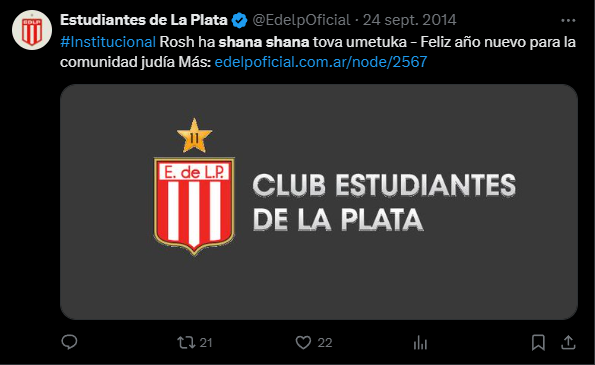 Estudiantes de La Plata @EdelpOficial · 24 sept. 2014
#Institucional Rosh ha shana shana tova umetuka - Feliz año nuevo para la
comunidad judía Más: edelpoficial.com.ar/node/2567
11
E. de L.P.
CLUB ESTUDIANTES
DE LA PLATA
21 22